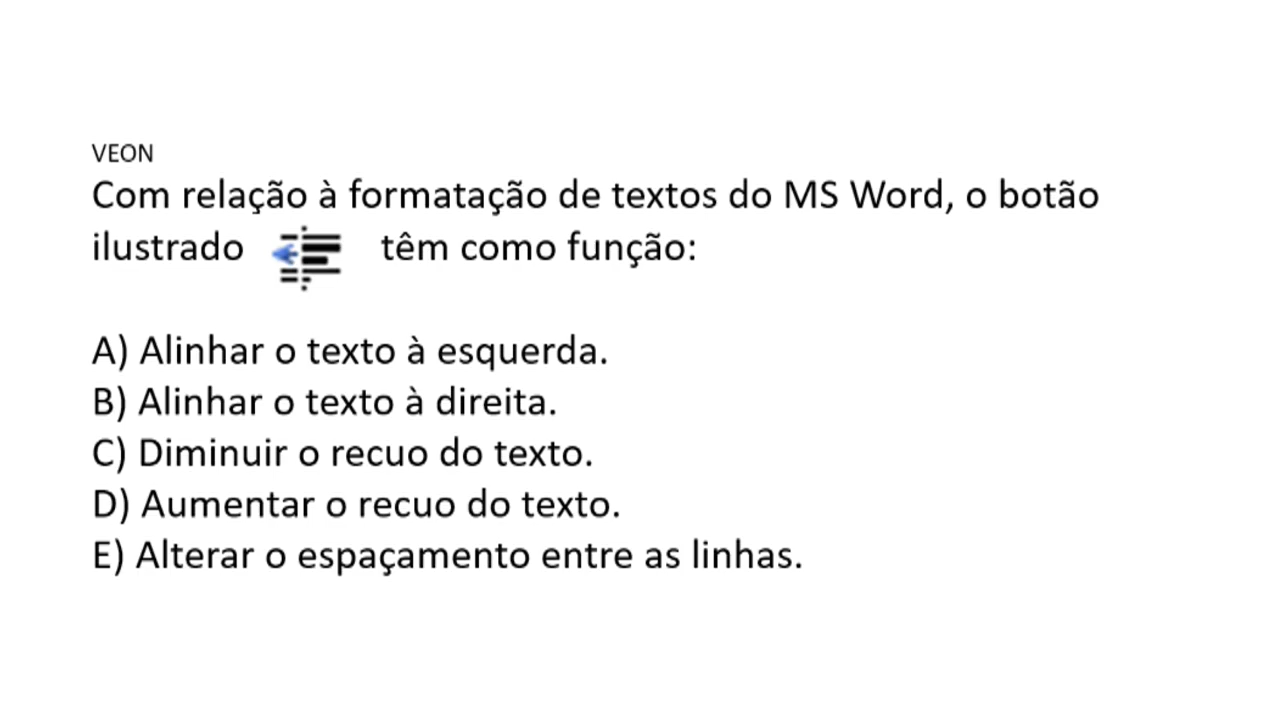 VEON
Com relação à formatação de textos do MS Word, o botão
ilustrado têm como função:
A) Alinhar o texto à esquerda.
B) Alinhar o texto à direita.
C) Diminuir o recuo do texto.
D) Aumentar o recuo do texto.
E) Alterar o espaçamento entre as linhas.